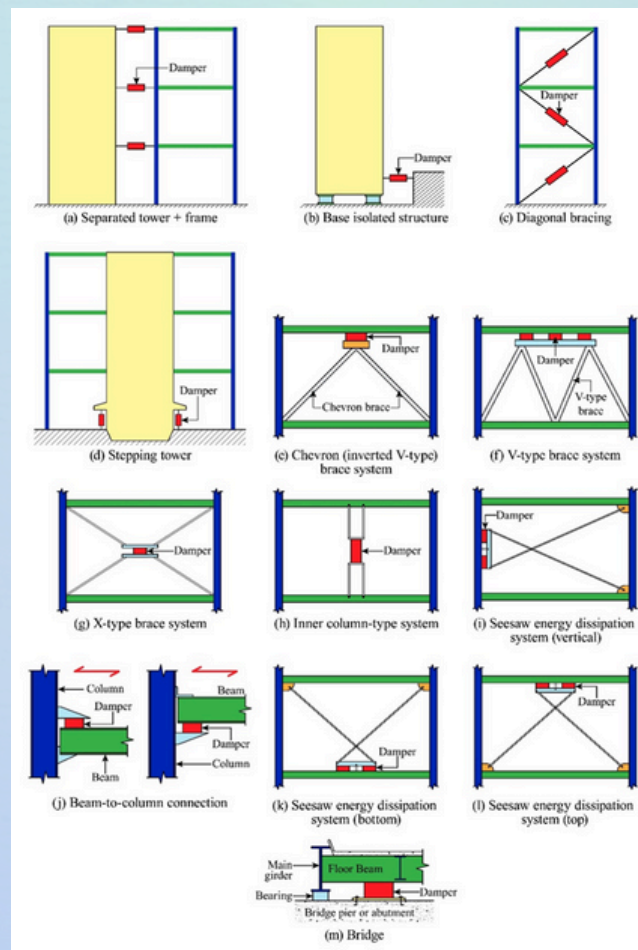 Damper
(a) Separated tower + frame
Damper
(b) Base isolated structure
Damper
(c) Diagonal bracing
Damper
(d) Stepping tower
Damper
Chevron brace
(e) Chevron (inverted V-type)
brace system
Damper
V-type
brace
(f) V-type brace system
Damper
(g) X-type brace system
Damper
(h) Inner column-type system
Damper
(i) Seesaw energy dissipation
system (vertical)
Column
Damper
Beam
Beam
Damper
Column
(j) Beam-to-column connection
Damper
(k) Seesaw energy dissipation
system (bottom)
Damper
(l) Seesaw energy dissipation
system (top)
Main
girder
Floor Beam
Bearing
Damper
Bridge pier or abutment
(m) Bridge